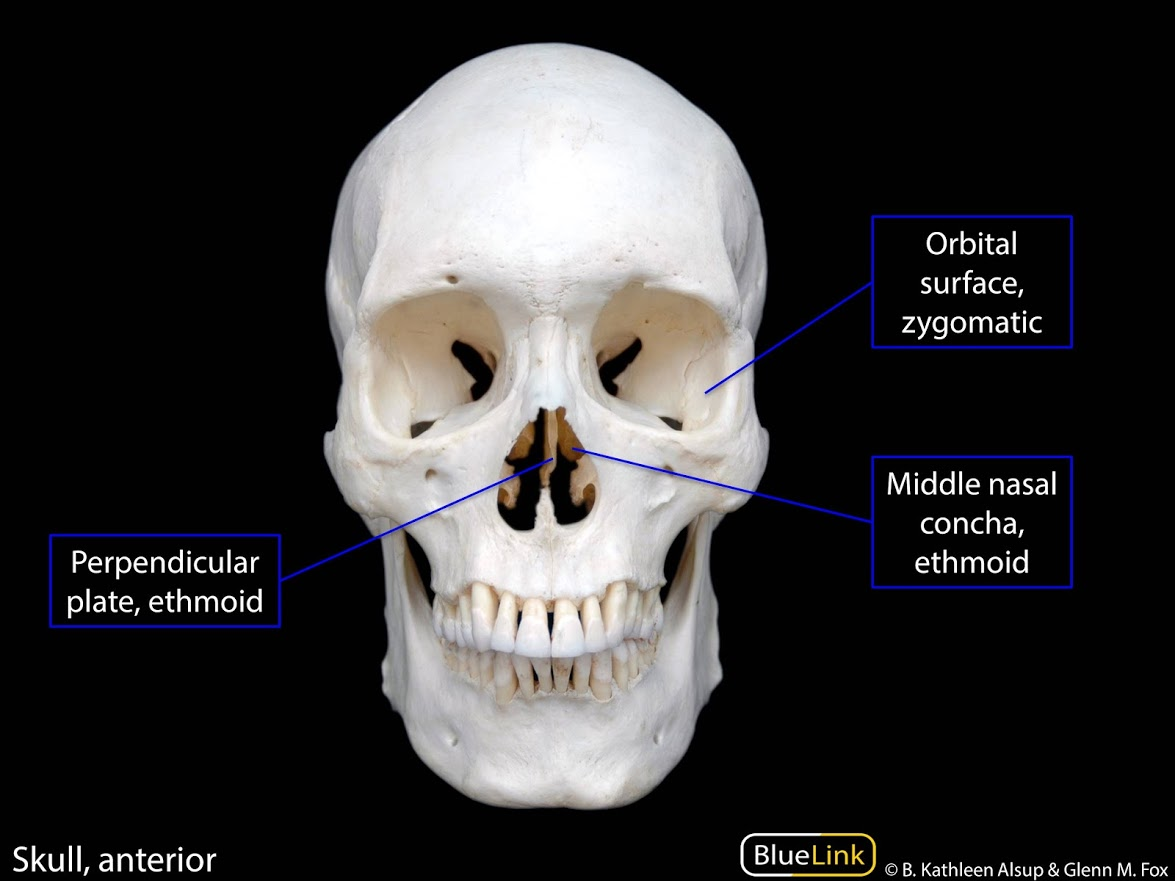 Orbital
surface,
zygomatic
Middle nasal
concha,
ethmoid
Perpendicular
plate, ethmoid
Skull, anterior
BlueLink
© B. Kathleen Alsup & Glenn M. Fox